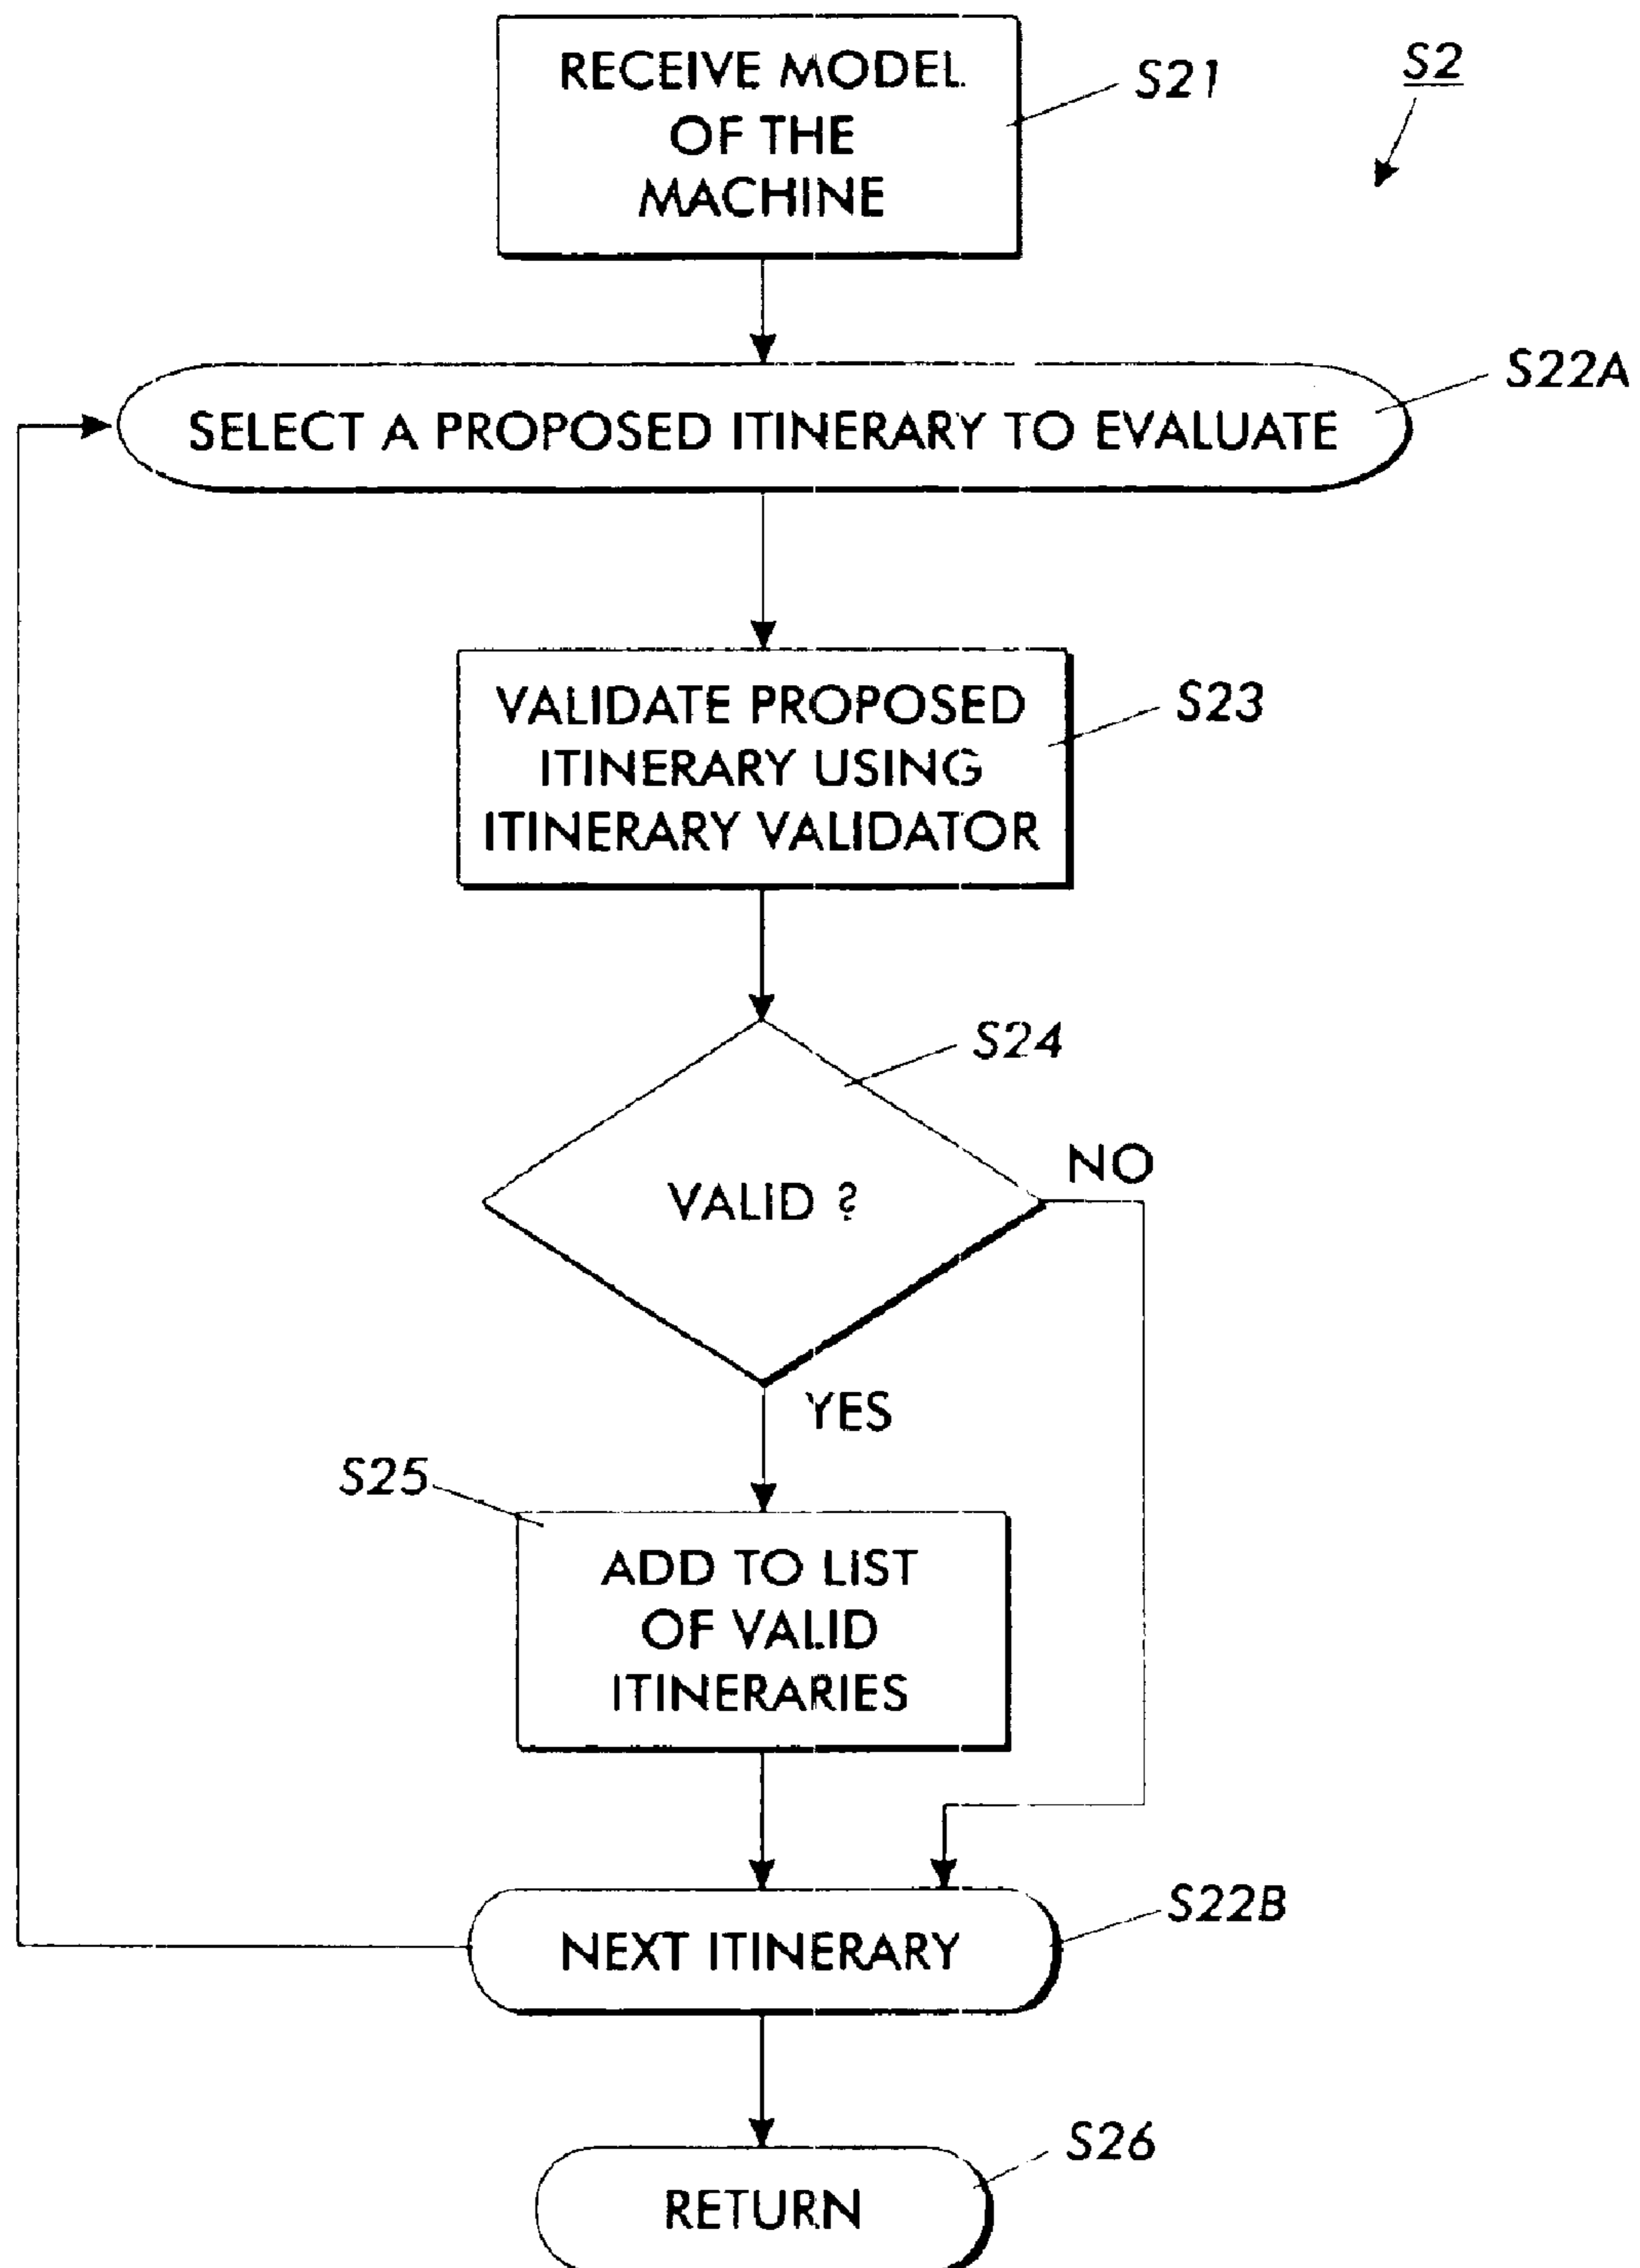 RECEIVE MODEL
OF THE
MACHINE
S21
S2
SELECT A PROPOSED ITINERARY TO EVALUATE
S22A
VALIDATE PROPOSED
ITINERARY USING
ITINERARY VALIDATOR
S23
S24
VALID ?
NO
YES
S25
ADD TO LIST
OF VALID
ITINERARIES
NEXT ITINERARY
S22B
RETURN
S26